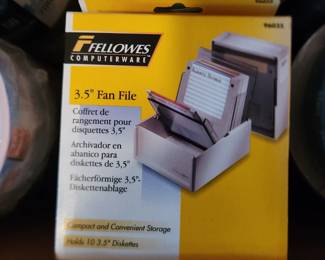 96033
FELLOWES
COMPUTERWARE
3.5" Fan File
Coffret de
rangement pour
disquettes 3,5"
Archivador en
abanico para
diskettes de 3,5"
Fächerförmige 3,5"-
Diskettenablage
Compact and Convenient Storage
Holds 10 3.5" Diskettes